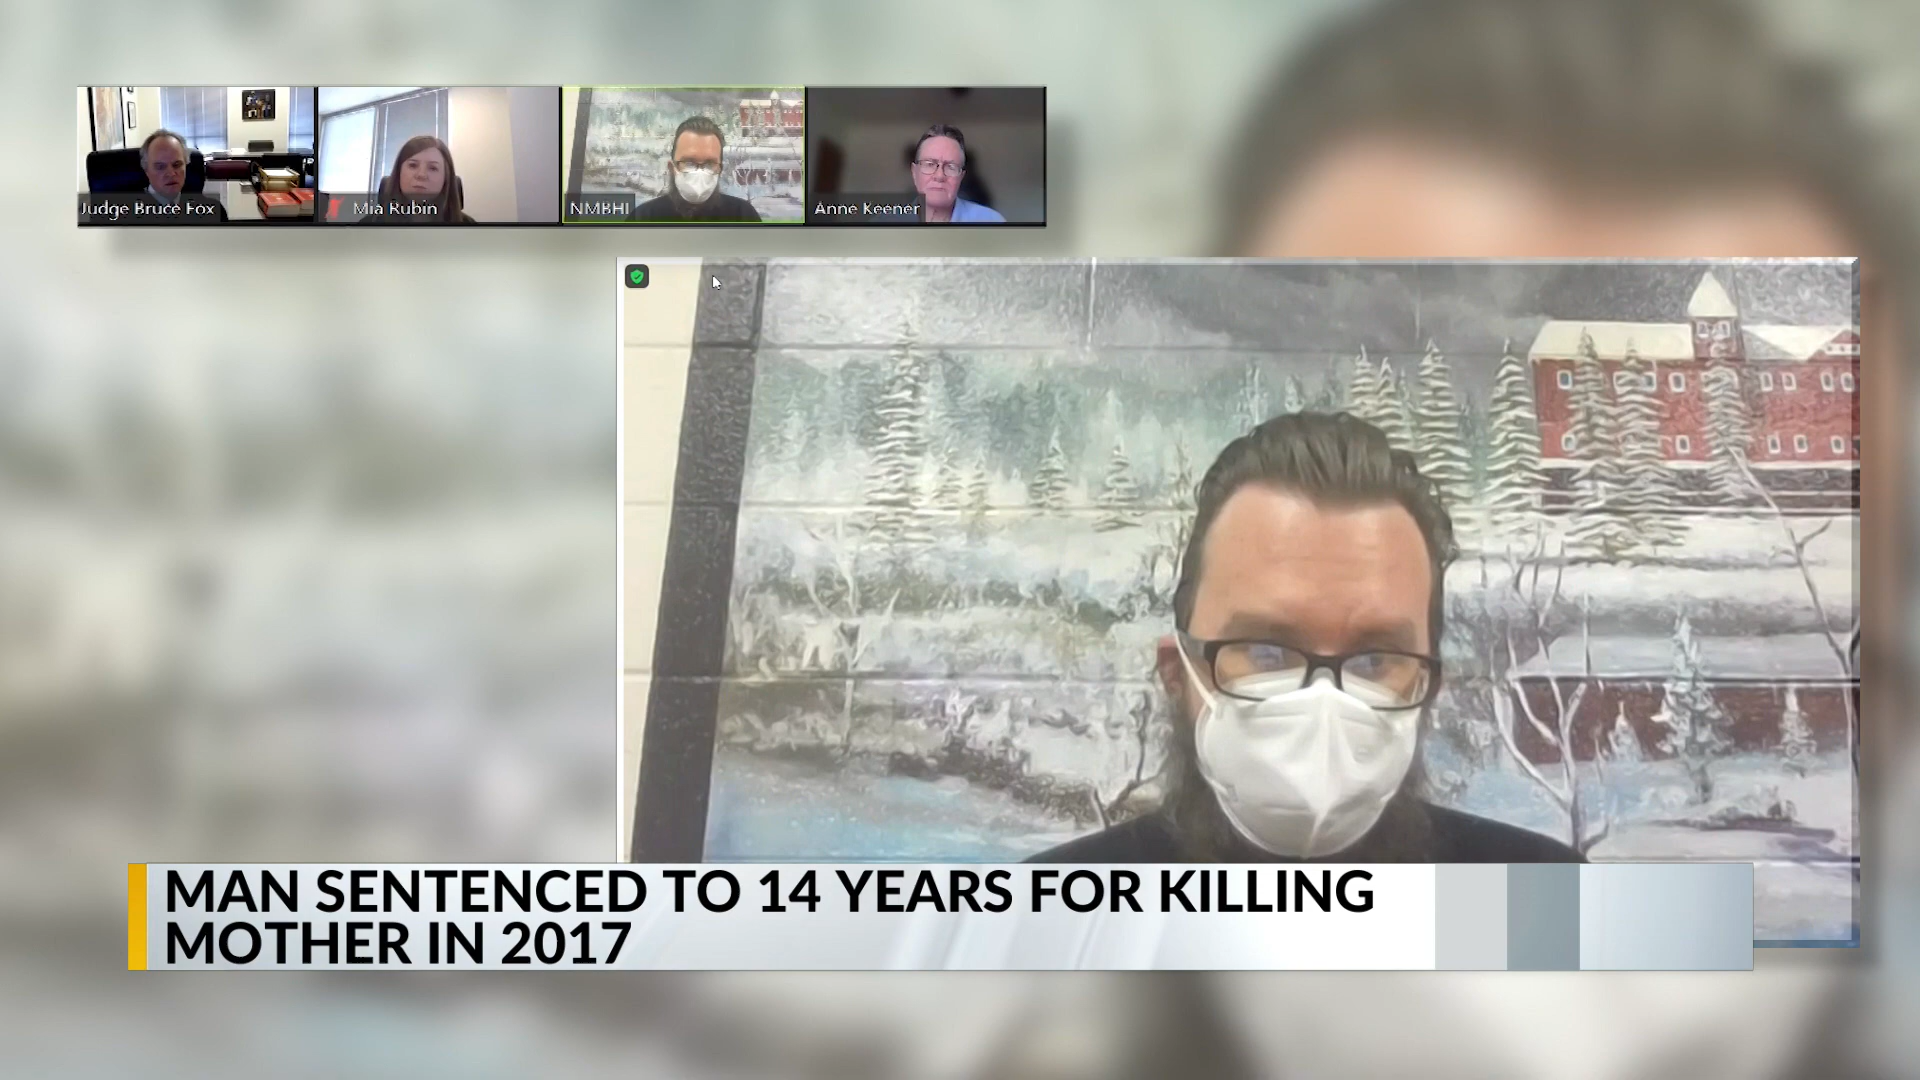 Judge Bruce Fox
Mia Rubin
NMBHI
Anne Keener
MAN SENTENCED TO 14 YEARS FOR KILLING
MOTHER IN 2017